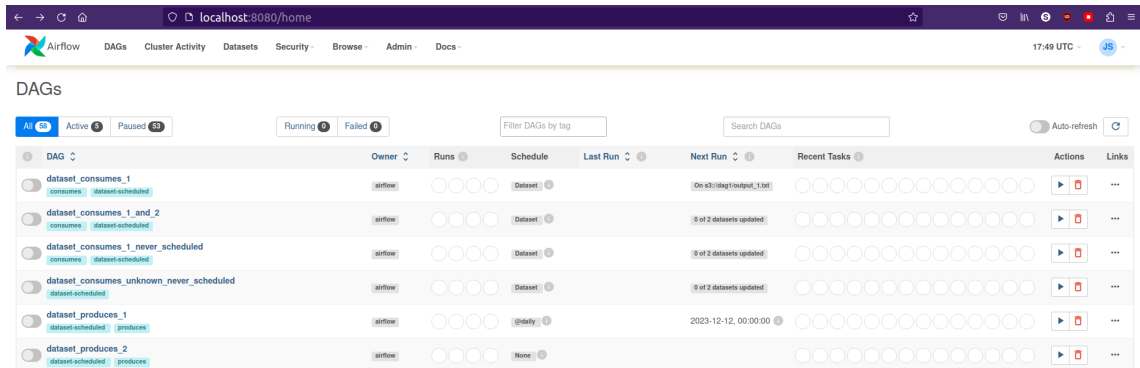 localhost:8080/home
Airflow DAGs Cluster Activity Datasets Security Browse Admin Docs 17:49 UTC JS
DAGs
All 58 Active 5 Paused 53 Running 0 Failed 0 Filter DAGs by tag Search DAGs Auto-refresh
DAG Owner Runs Schedule Last Run Next Run Recent Tasks Actions Links
dataset_consumes_1
consumes dataset-scheduled airflow Dataset On s3://dag1/output_1.txt
dataset_consumes_1_and_2
consumes dataset-scheduled airflow Dataset 0 of 2 datasets updated
dataset_consumes_1_never_scheduled
consumes dataset-scheduled airflow Dataset 0 of 2 datasets updated
dataset_consumes_unknown_never_scheduled
dataset-scheduled airflow Dataset 0 of 2 datasets updated
dataset_produces_1
dataset-scheduled produces airflow @daily 2023-12-12, 00:00:00
dataset_produces_2
dataset-scheduled produces airflow None